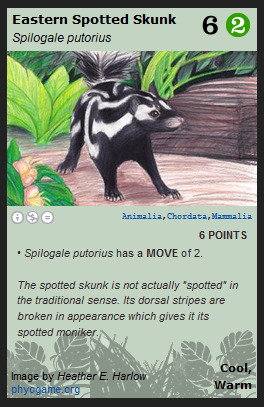 Eastern Spotted Skunk
6 2
Spilogale putorius
Animalia,Chordata,Mammalia
6 POINTS
• Spilogale putorius has a MOVE of 2.
The spotted skunk is not actually "spotted" in
the traditional sense. Its dorsal stripes are
broken in appearance which gives it its
spotted moniker.
Cool,
Warm
Image by Heather E. Harlow
phylogame.org